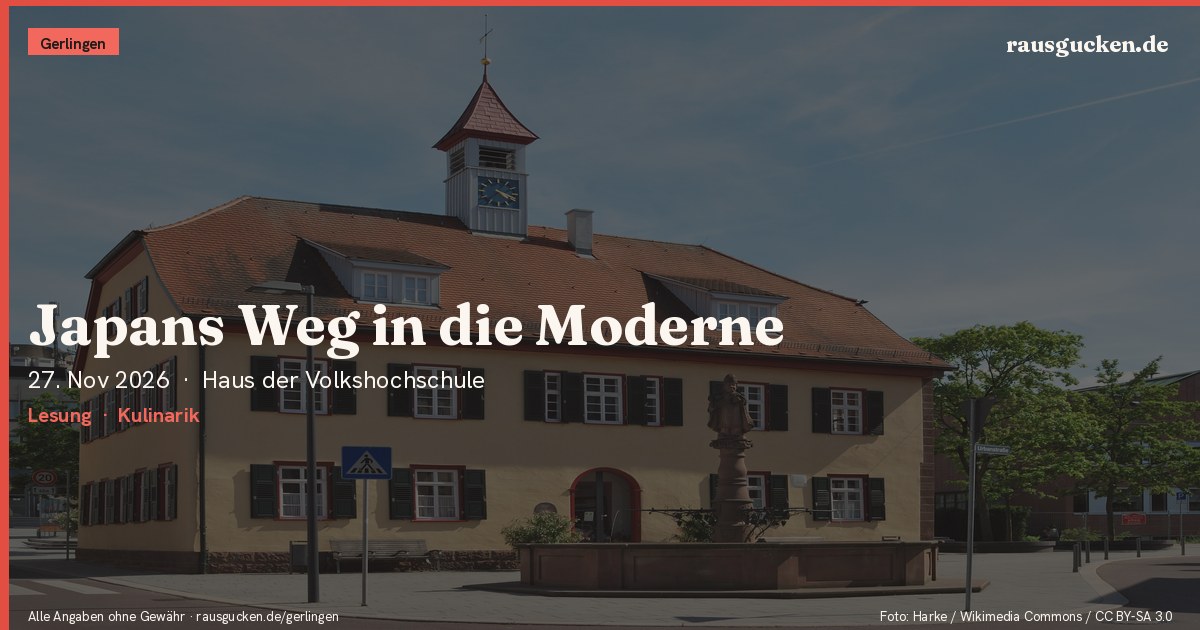 Gerlingen
rausgucken.de
Japans Weg in die Moderne
27. Nov 2026 · Haus der Volkshochschule
Lesung · Kulinarik
20
Alle Angaben ohne Gewähr · rausgucken.de/gerlingen
Foto: Harke / Wikimedia Commons / CC BY-SA 3.0